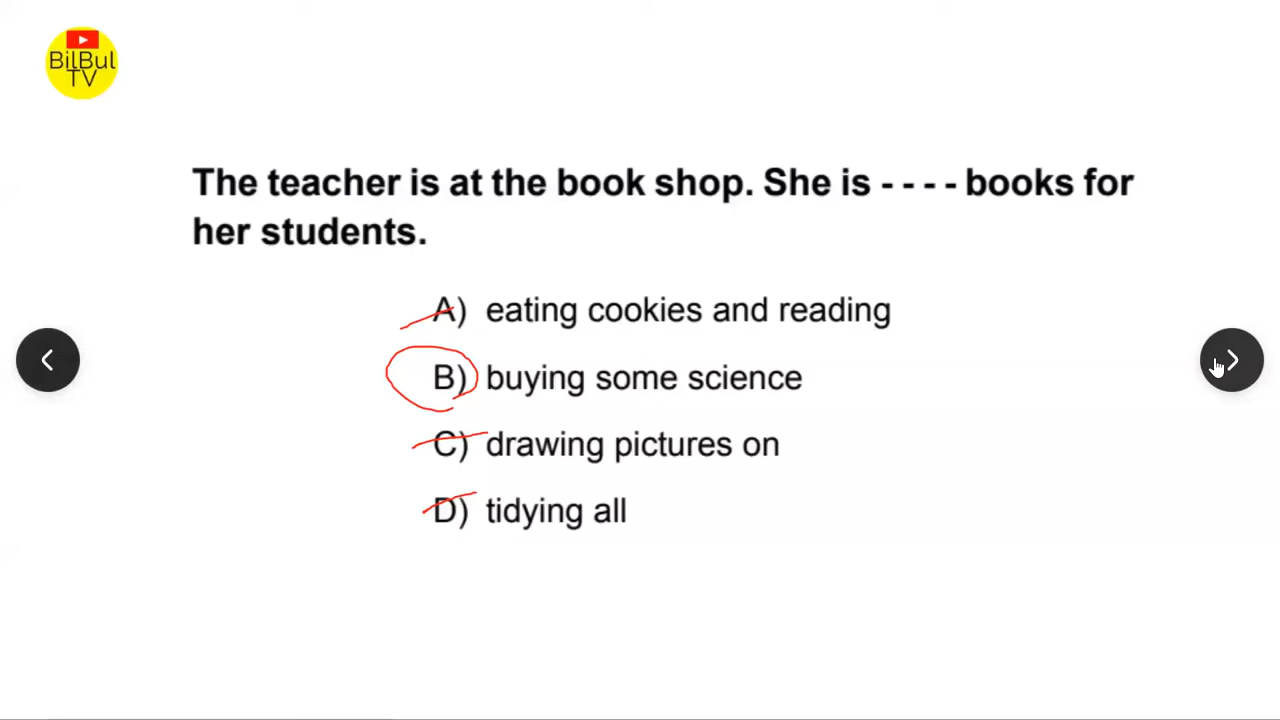 BilBul
TV
The teacher is at the book shop. She is - - - - books for
her students.
A) eating cookies and reading
B) buying some science
C) drawing pictures on
D) tidying all